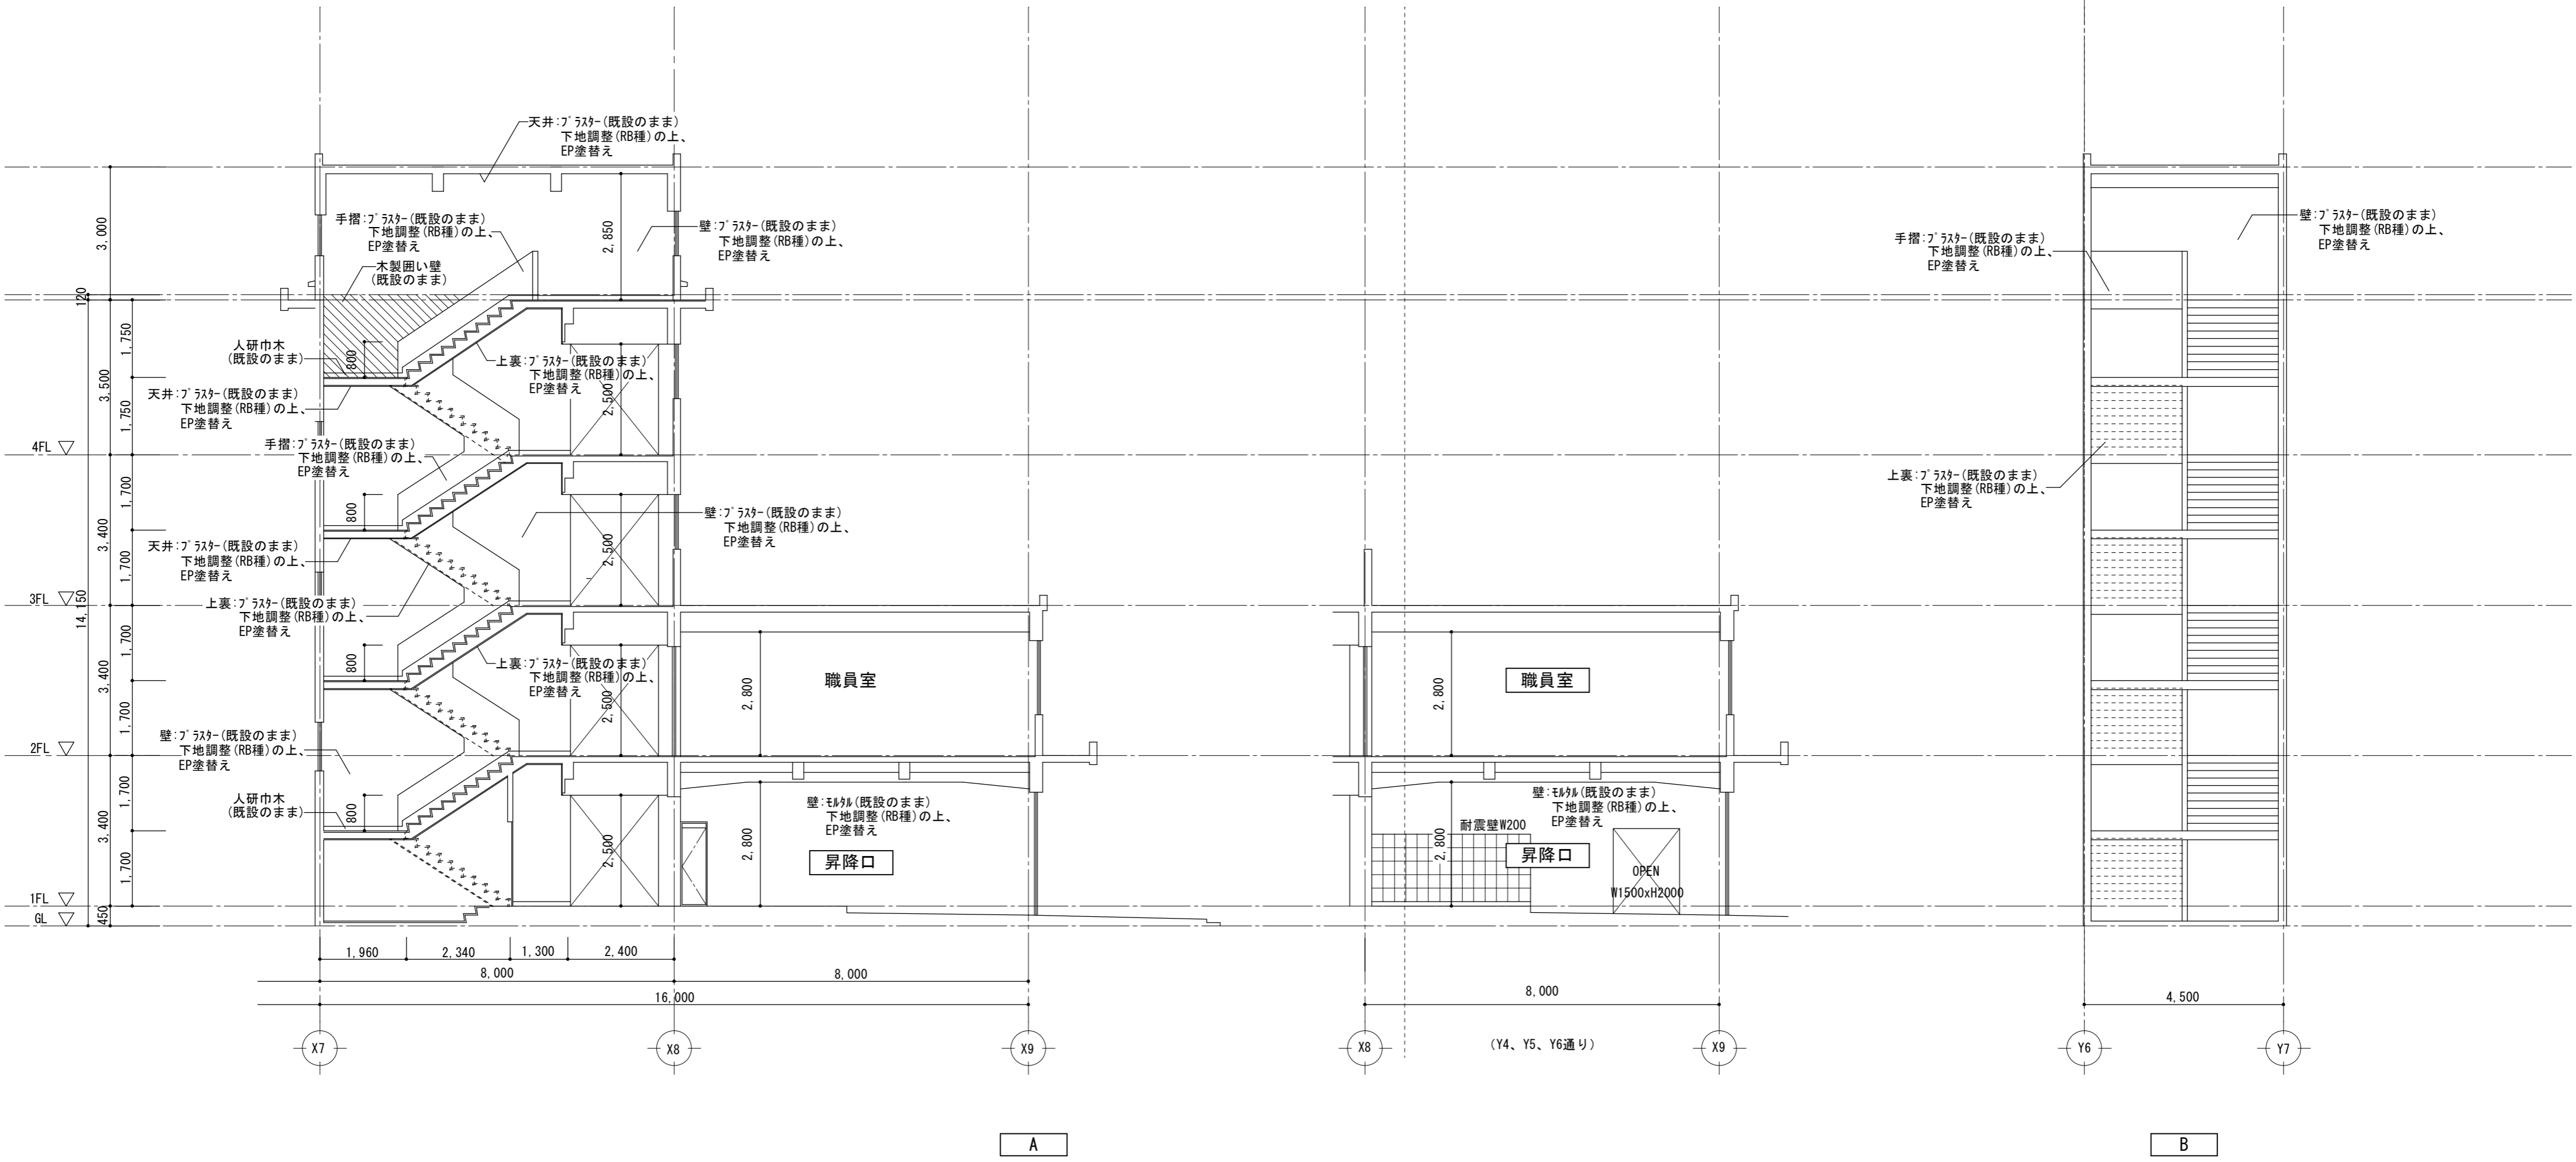 天井:プラスター(既設のまま)
下地調整(RB種)の上、
EP塗替え
手摺:プラスター(既設のまま)
下地調整(RB種)の上、
EP塗替え
木製囲い壁
(既設のまま)
壁:プラスター(既設のまま)
下地調整(RB種)の上、
EP塗替え
人研巾木
(既設のまま)
上裏:プラスター(既設のまま)
下地調整(RB種)の上、
EP塗替え
天井:プラスター(既設のまま)
下地調整(RB種)の上、
EP塗替え
手摺:プラスター(既設のまま)
下地調整(RB種)の上、
EP塗替え
壁:プラスター(既設のまま)
下地調整(RB種)の上、
EP塗替え
天井:プラスター(既設のまま)
下地調整(RB種)の上、
EP塗替え
上裏:プラスター(既設のまま)
下地調整(RB種)の上、
EP塗替え
上裏:プラスター(既設のまま)
下地調整(RB種)の上、
EP塗替え
壁:プラスター(既設のまま)
下地調整(RB種)の上、
EP塗替え
人研巾木
(既設のまま)
3,000
120
3,500
3,400
3,400
3,400
450
14,150
1,750
1,750
1,700
1,700
1,700
1,700
1,700
1,700
4FL
3FL
2FL
1FL
GL
800
800
800
800
2,850
2,500
2,500
2,500
2,500
職員室
2,800
壁:モルタル(既設のまま)
下地調整(RB種)の上、
EP塗替え
2,800
昇降口
1,960
2,340
1,300
2,400
8,000
8,000
16,000
X7
X8
X9
職員室
2,800
壁:モルタル(既設のまま)
下地調整(RB種)の上、
EP塗替え
耐震壁W200
2,800
昇降口
OPEN
W1500xH2000
8,000
(Y4、Y5、Y6通り)
X8
X9
手摺:プラスター(既設のまま)
下地調整(RB種)の上、
EP塗替え
壁:プラスター(既設のまま)
下地調整(RB種)の上、
EP塗替え
上裏:プラスター(既設のまま)
下地調整(RB種)の上、
EP塗替え
4,500
Y6
Y7
A
B